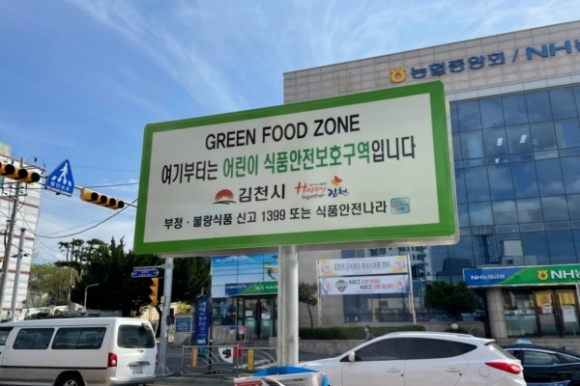 농협중앙회 / NH농
GREEN FOOD ZONE
여기부터는 어린이 식품안전보호구역입니다
김천시 Happy together 김천
부정·불량식품 신고 1399 또는 식품안전나라
NH농협은행